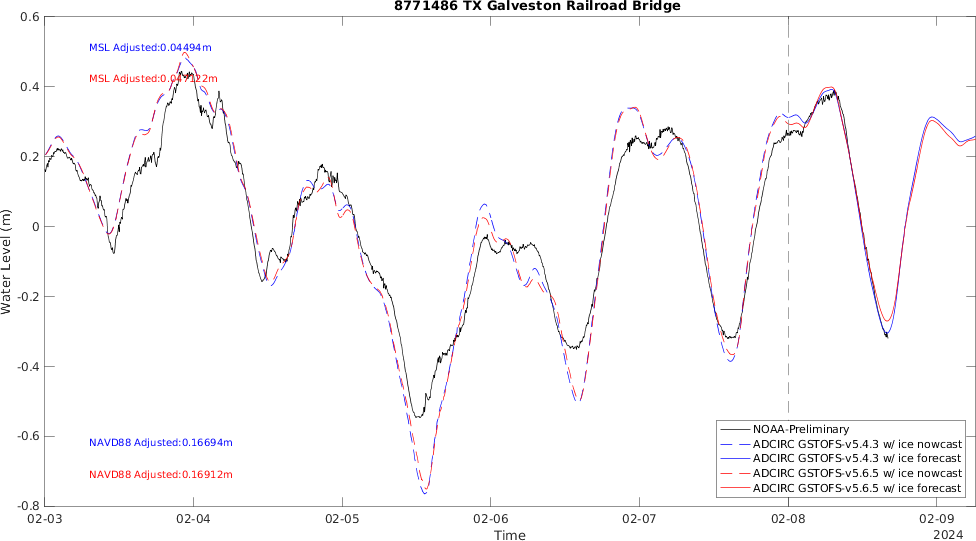 8771486 TX Galveston Railroad Bridge
0.6
MSL Adjusted:0.04494m
MSL Adjusted:0.047122m
0.4
0.2
0
-0.2
-0.4
-0.6
-0.8
Water Level (m)
NAVD88 Adjusted:0.16694m
NAVD88 Adjusted:0.16912m
NOAA-Preliminary
ADCIRC GSTOFS-v5.4.3 w/ ice nowcast
ADCIRC GSTOFS-v5.4.3 w/ ice forecast
ADCIRC GSTOFS-v5.6.5 w/ ice nowcast
ADCIRC GSTOFS-v5.6.5 w/ ice forecast
02-03 02-04 02-05 02-06 02-07 02-08 02-09
Time
2024